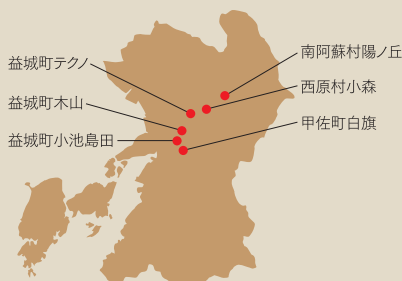 益城町テクノ
益城町木山
益城町小池島田
南阿蘇村陽ノ丘
西原村小森
甲佐町白旗